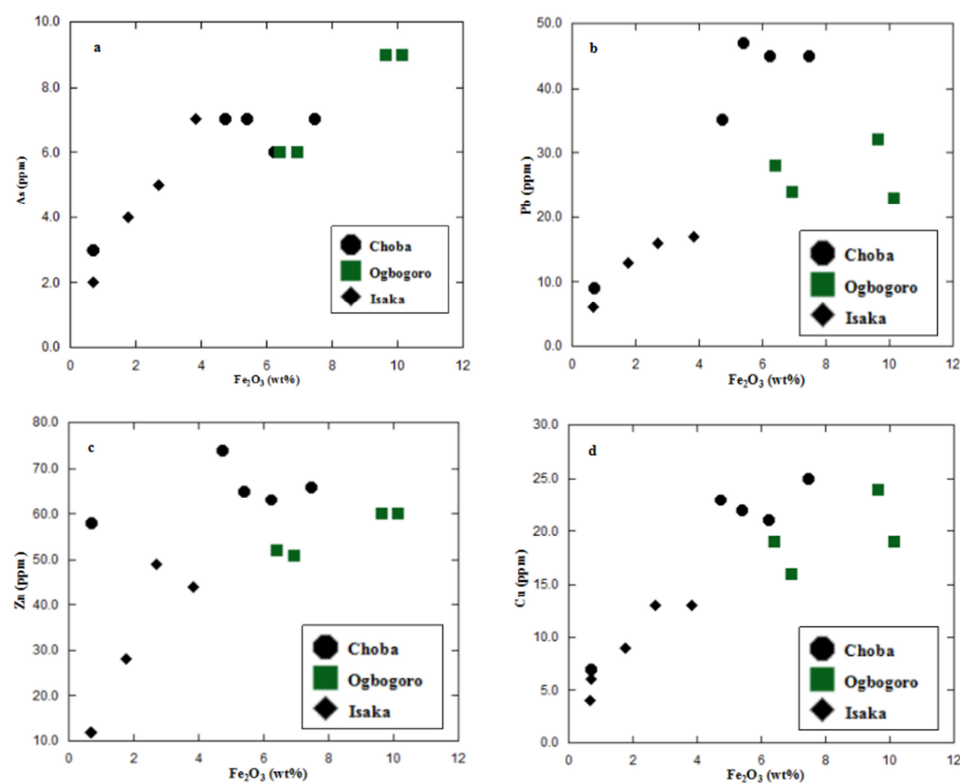 a
10.0
8.0
6.0
4.0
2.0
0.0
As (ppm)
0 2 4 6 8 10 12
Fe₂O₃ (wt%)
Choba
Ogbogoro
Isaka
b
50.0
40.0
30.0
20.0
10.0
0.0
Pb (ppm)
0 2 4 6 8 10 12
Fe₂O₃ (wt%)
Choba
Ogbogoro
Isaka
c
80.0
70.0
60.0
50.0
40.0
30.0
20.0
10.0
Zn (ppm)
0 2 4 6 8 10 12
Fe₂O₃ (wt%)
Choba
Ogbogoro
Isaka
d
30.0
25.0
20.0
15.0
10.0
5.0
0.0
Cu (ppm)
0 2 4 6 8 10 12
Fe₂O₃ (wt%)
Choba
Ogbogoro
Isaka